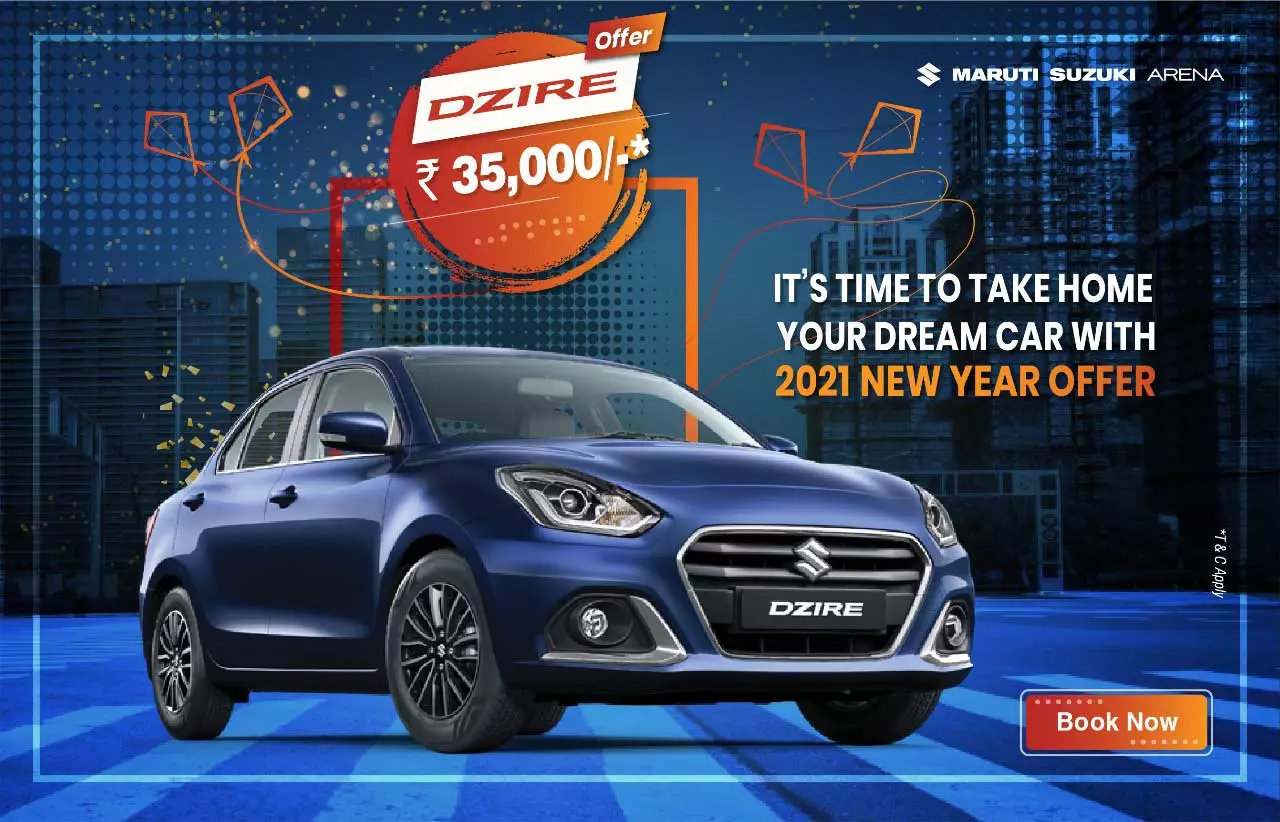 Offer
DZIRE
₹ 35,000/-*
MARUTI SUZUKI ARENA
IT'S TIME TO TAKE HOME
YOUR DREAM CAR WITH
2021 NEW YEAR OFFER
DZIRE
*T & C Apply
Book Now